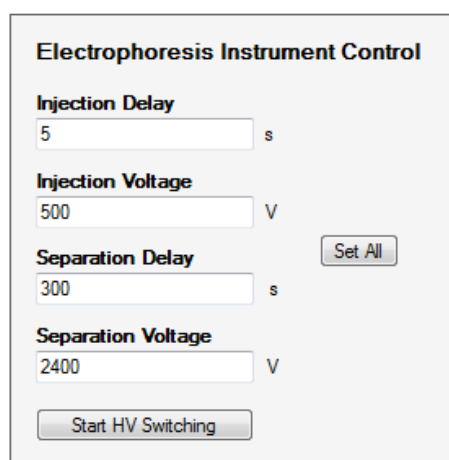 Electrophoresis Instrument Control
Injection Delay
5 s
Injection Voltage
500 V
Set All
Separation Delay
300 s
Separation Voltage
2400 V
Start HV Switching